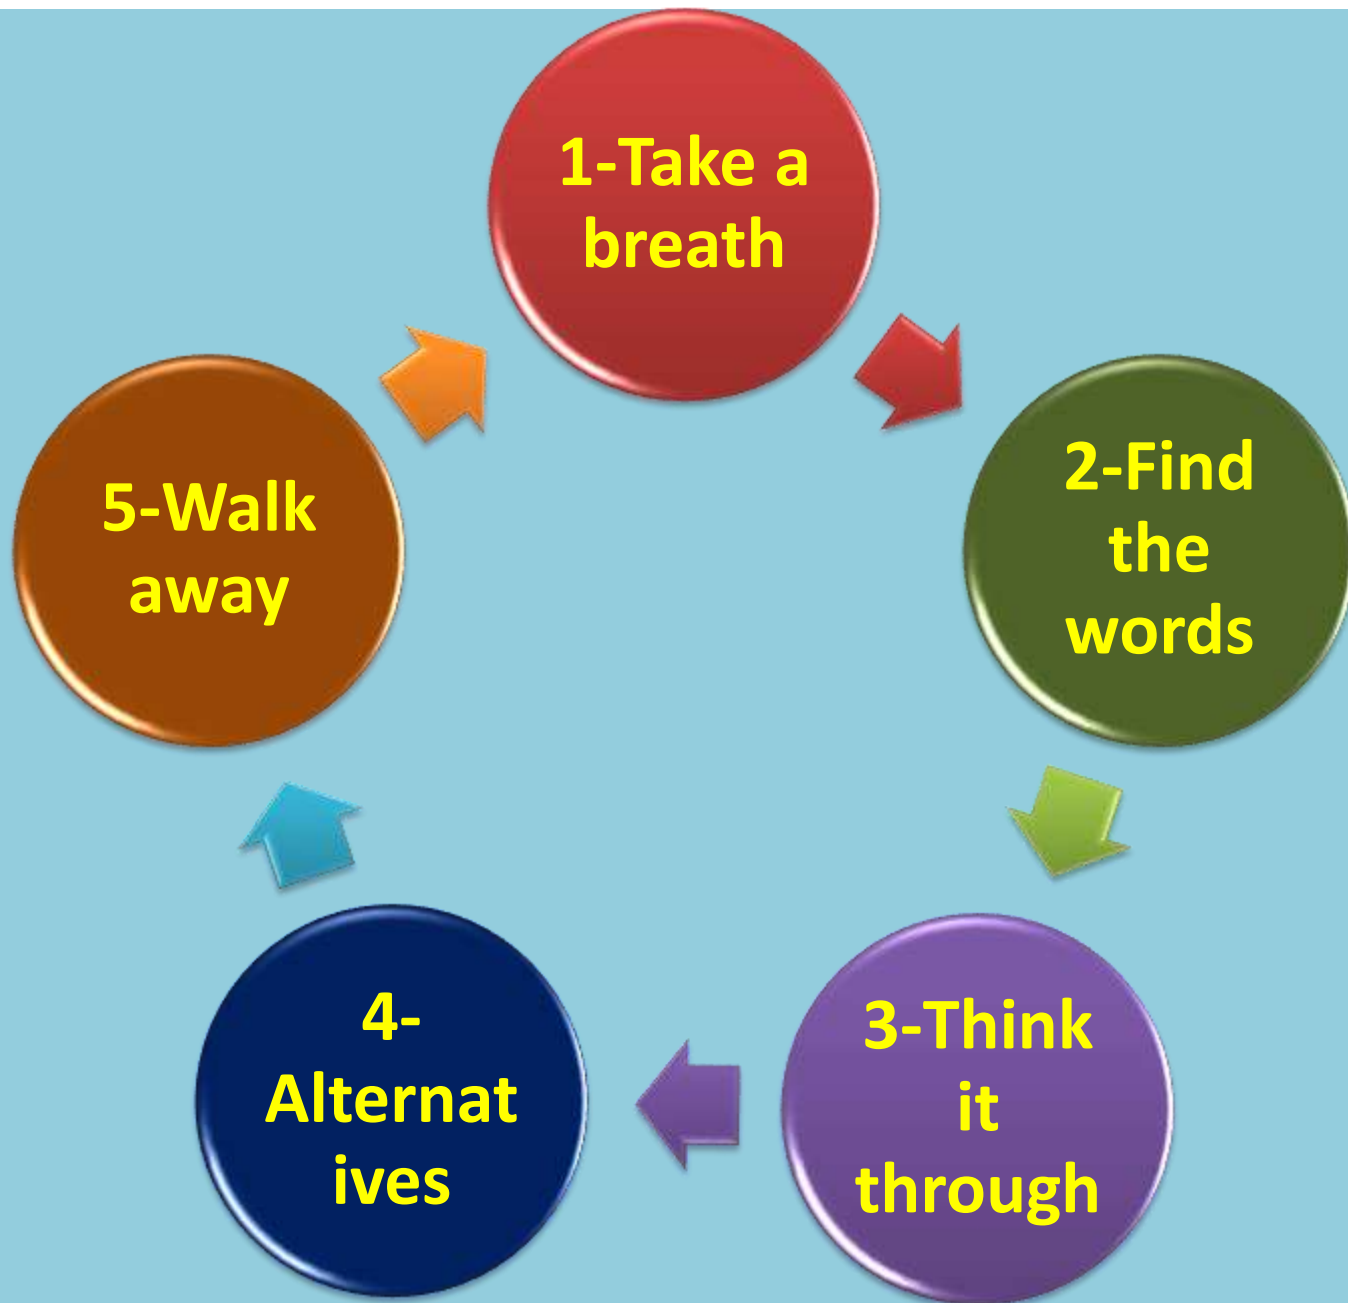 1-Take a
breath
2-Find
the
words
3-Think
it
through
4-
Alternat
ives
5-Walk
away